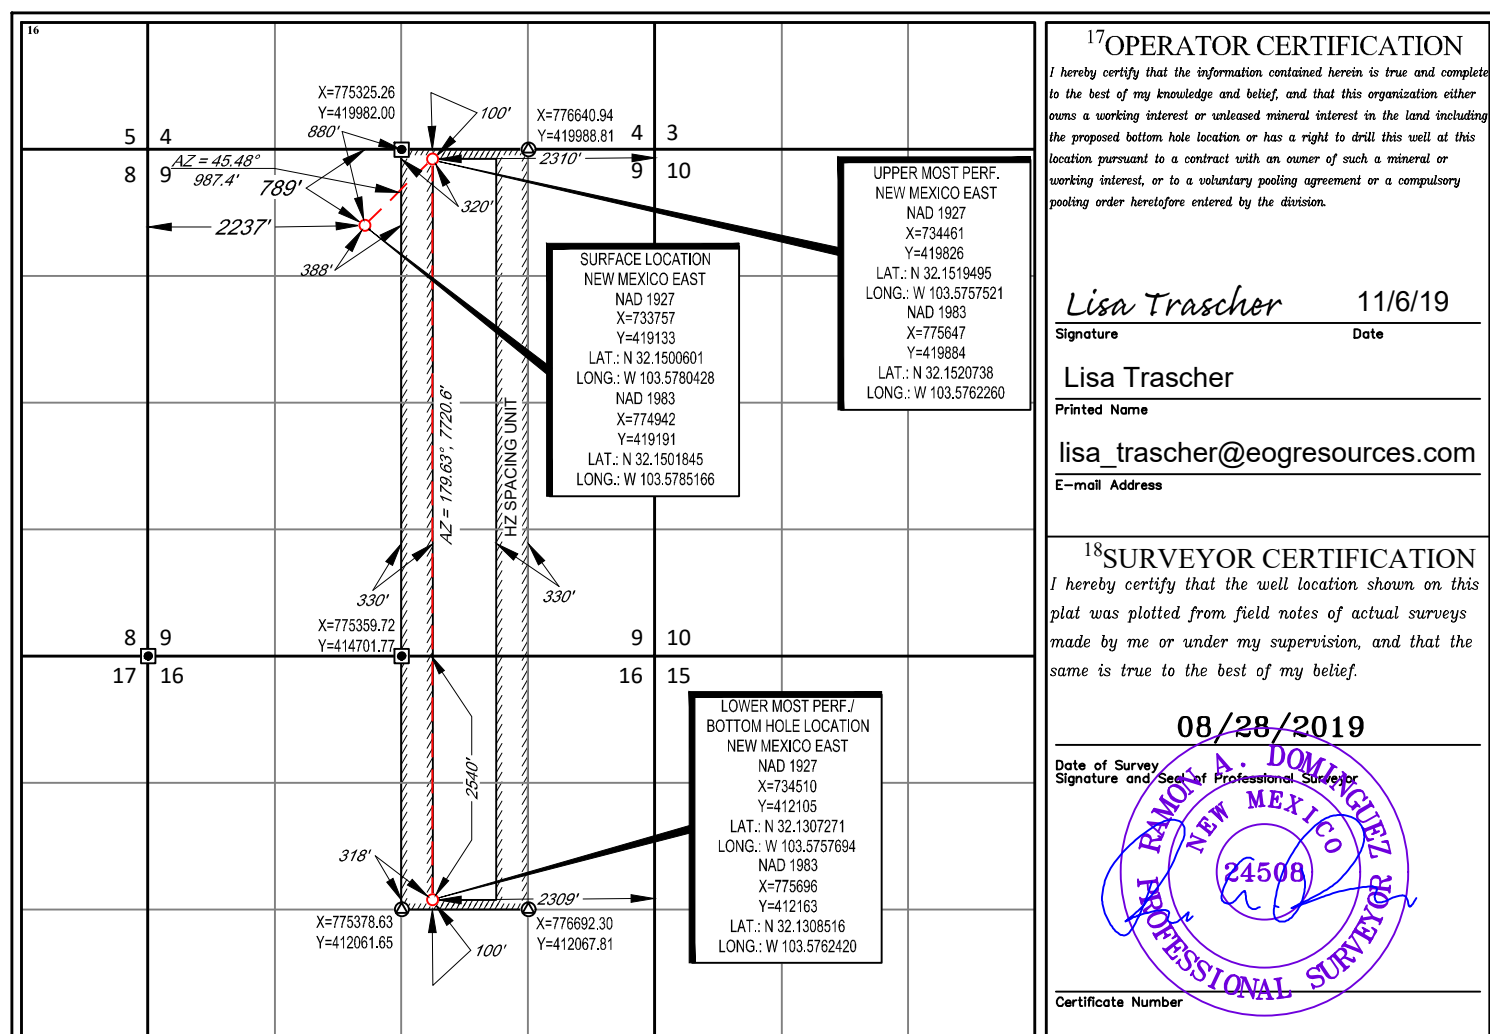 16
X=775325.26
Y=419982.00
880'
100'
X=776640.94
Y=419988.81
5 4
4 3
8 9
9 10
AZ = 45.48°
987.4'
789'
2310'
320'
2237'
388'
UPPER MOST PERF.
NEW MEXICO EAST
NAD 1927
X=734461
Y=419826
LAT.: N 32.1519495
LONG.: W 103.5757521
NAD 1983
X=775647
Y=419884
LAT.: N 32.1520738
LONG.: W 103.5762260
SURFACE LOCATION
NEW MEXICO EAST
NAD 1927
X=733757
Y=419133
LAT.: N 32.1500601
LONG.: W 103.5780428
NAD 1983
X=774942
Y=419191
LAT.: N 32.1501845
LONG.: W 103.5785166
AZ = 179.63°, 7720.6'
HZ SPACING UNIT
330'
330'
X=775359.72
Y=414701.77
8 9
9 10
17 16
16 15
2540'
LOWER MOST PERF./
BOTTOM HOLE LOCATION
NEW MEXICO EAST
NAD 1927
X=734510
Y=412105
LAT.: N 32.1307271
LONG.: W 103.5757694
NAD 1983
X=775696
Y=412163
LAT.: N 32.1308516
LONG.: W 103.5762420
318'
2309'
X=775378.63
Y=412061.65
100'
X=776692.30
Y=412067.81
17 OPERATOR CERTIFICATION
I hereby certify that the information contained herein is true and complete
to the best of my knowledge and belief, and that this organization either
owns a working interest or unleased mineral interest in the land including
the proposed bottom hole location or has a right to drill this well at this
location pursuant to a contract with an owner of such a mineral or
working interest, or to a voluntary pooling agreement or a compulsory
pooling order heretofore entered by the division.
Lisa Trascher 11/6/19
Signature Date
Lisa Trascher
Printed Name
lisa_trascher@eogresources.com
E-mail Address
18 SURVEYOR CERTIFICATION
I hereby certify that the well location shown on this
plat was plotted from field notes of actual surveys
made by me or under my supervision, and that the
same is true to the best of my belief.
08/28/2019
Date of Survey
Signature and Seal of Professional Surveyor
RAMON A. DOMINGUEZ
NEW MEXICO
24508
PROFESSIONAL SURVEYOR
Certificate Number